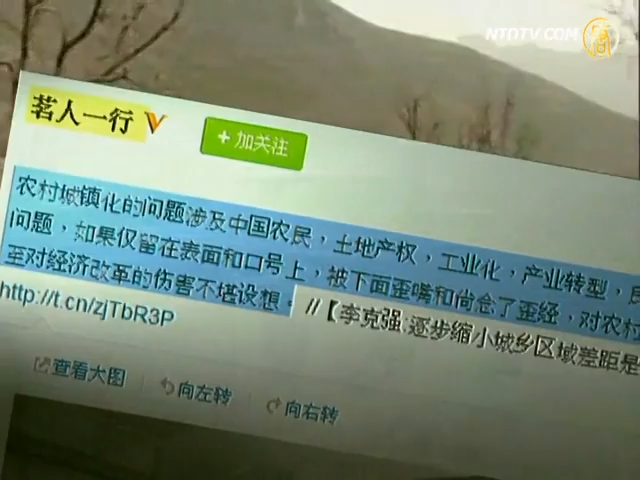 NTDTV.COM
茗人一行 V
+ 加关注
农村城镇化的问题涉及中国农民，土地产权，工业化，产业转型，
问题，如果仅留在表面和口号上，被下面歪嘴和尚念了歪经，对农村
至对经济改革的伤害不堪设想。 //【李克强:逐步缩小城乡区域差距是
http://t.cn/zjTbR3P
查看大图 向左转 向右转